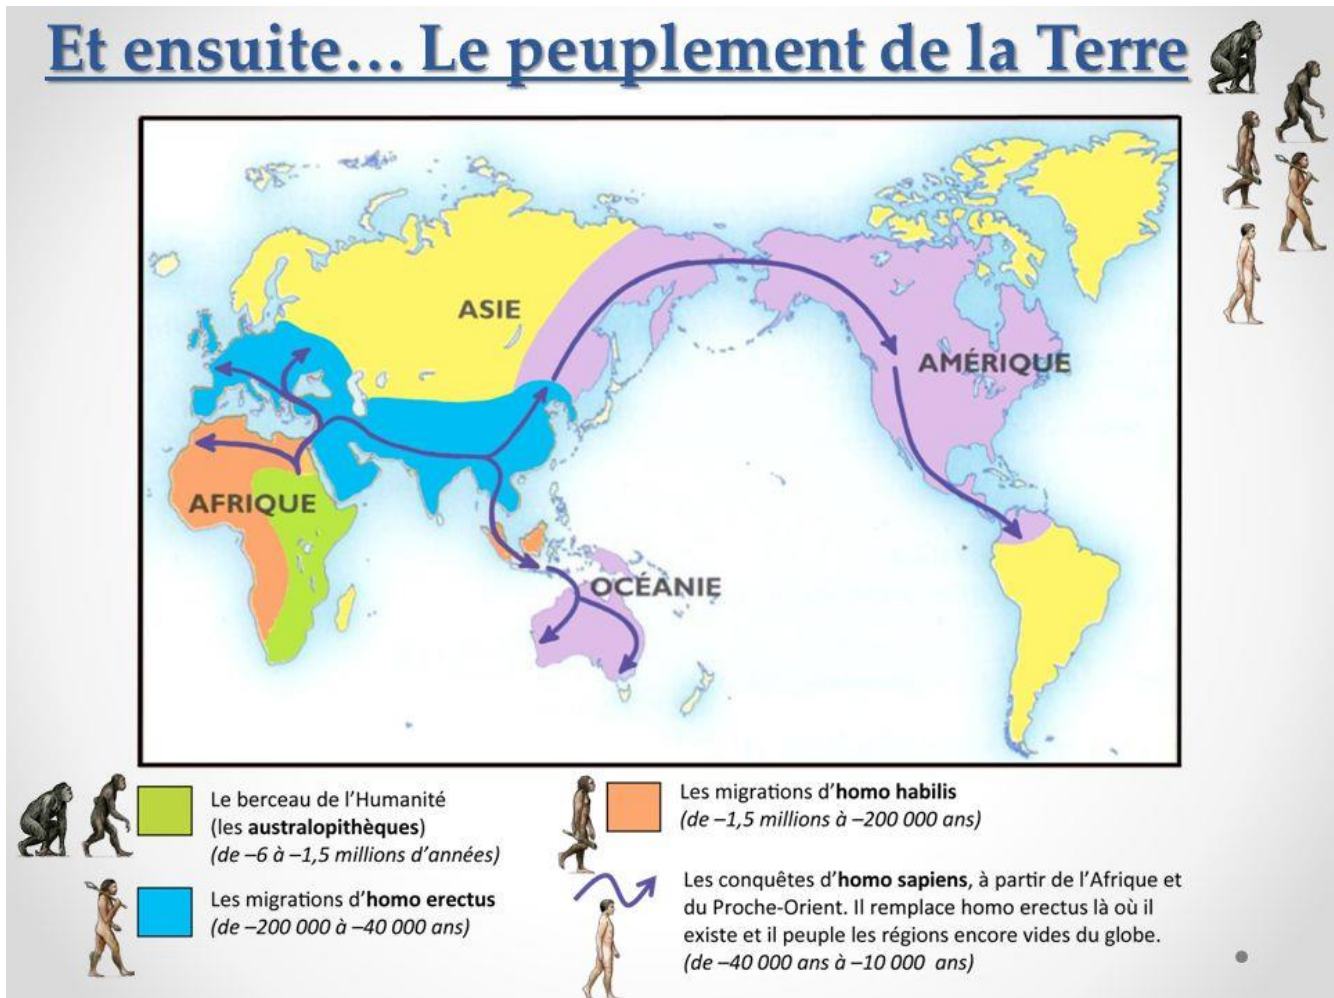 Et ensuite... Le peuplement de la Terre
ASIE
AMÉRIQUE
AFRIQUE
OCÉANIE
Le berceau de l'Humanité
(les australopithèques)
(de –6 à –1,5 millions d'années)
Les migrations d'homo erectus
(de –200 000 à –40 000 ans)
Les migrations d'homo habilis
(de –1,5 millions à –200 000 ans)
Les conquêtes d'homo sapiens, à partir de l'Afrique et
du Proche-Orient. Il remplace homo erectus là où il
existe et il peuple les régions encore vides du globe.
(de –40 000 ans à –10 000 ans)